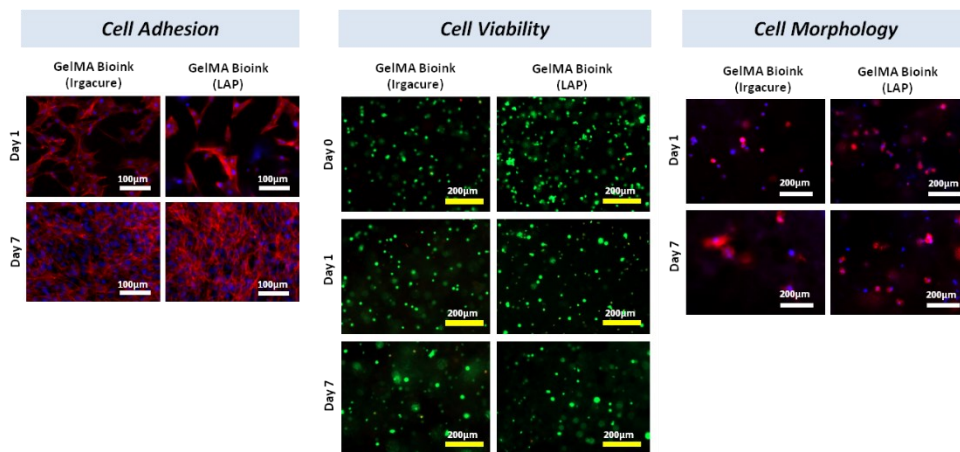 Cell Adhesion
GelMA Bioink
(Irgacure)
GelMA Bioink
(LAP)
Day 1
100µm
100µm
Day 7
100µm
100µm
Cell Viability
GelMA Bioink
(Irgacure)
GelMA Bioink
(LAP)
Day 0
200µm
200µm
Day 1
200µm
200µm
Day 7
200µm
200µm
Cell Morphology
GelMA Bioink
(Irgacure)
GelMA Bioink
(LAP)
Day 1
200µm
200µm
Day 7
200µm
200µm